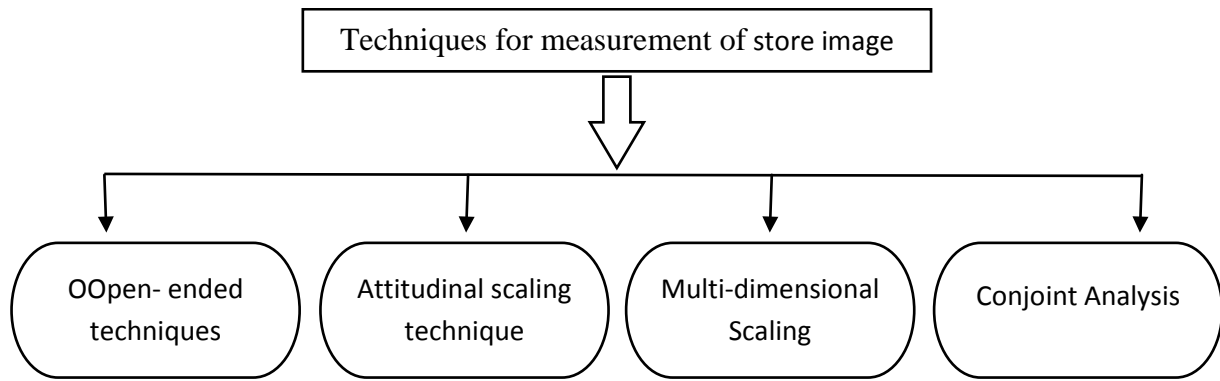 Techniques for measurement of store image
OOpen- ended
techniques
Attitudinal scaling
technique
Multi-dimensional
Scaling
Conjoint Analysis